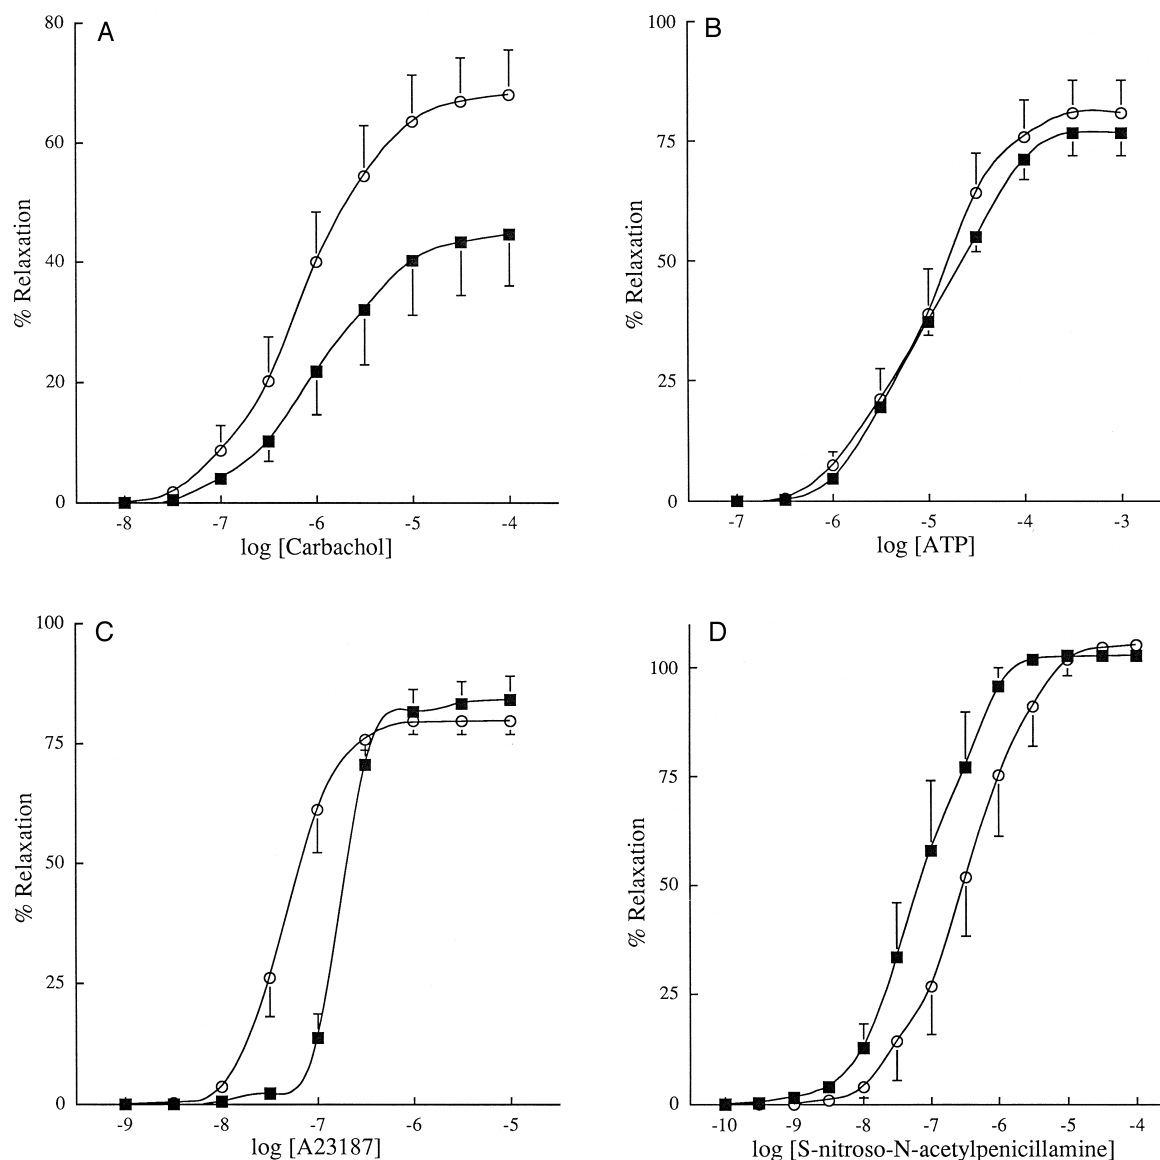 A
80
60
40
20
0
% Relaxation
-8 -7 -6 -5 -4
log [Carbachol]
B
100
75
50
25
0
% Relaxation
-7 -6 -5 -4 -3
log [ATP]
C
100
75
50
25
0
% Relaxation
-9 -8 -7 -6 -5
log [A23187]
D
100
75
50
25
0
% Relaxation
-10 -9 -8 -7 -6 -5 -4
log [S-nitroso-N-acetylpenicillamine]